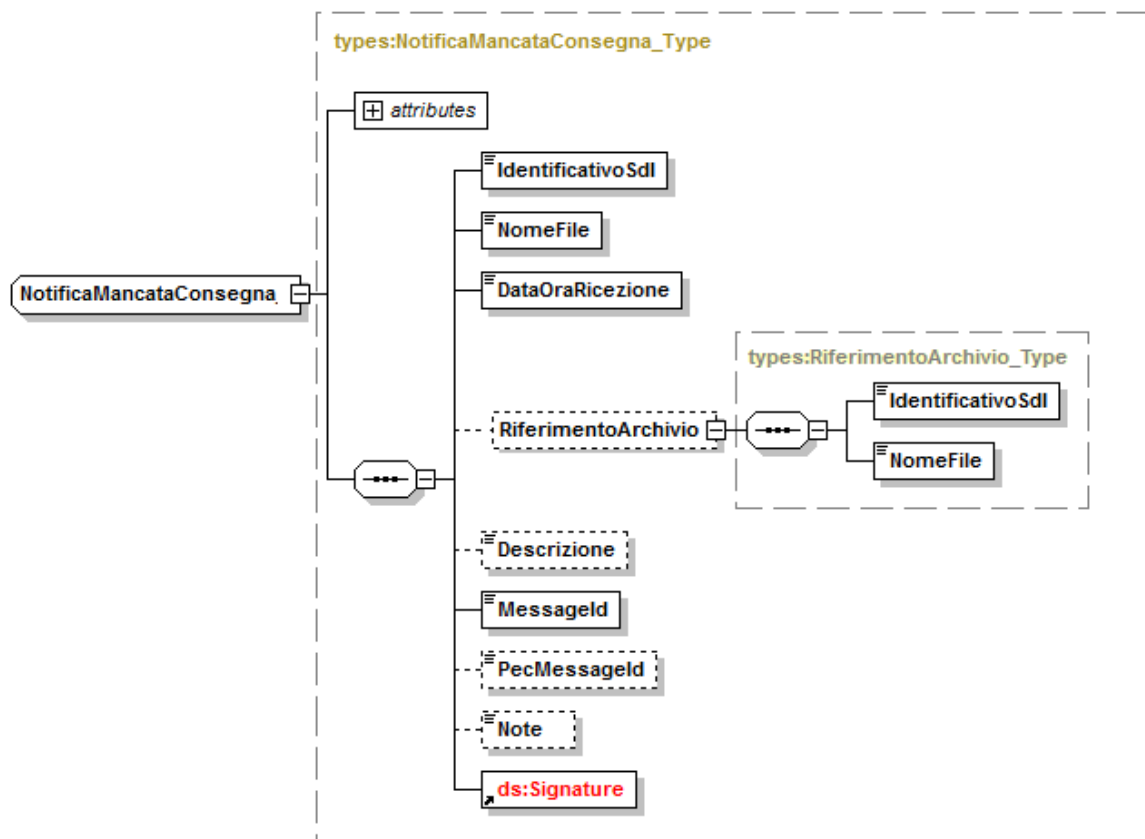 types:NotificaMancataConsegna_Type
attributes
IdentificativoSdI
NomeFile
DataOraRicezione
NotificaMancataConsegna
types:RiferimentoArchivio_Type
IdentificativoSdI
RiferimentoArchivio
NomeFile
Descrizione
MessageId
PecMessageId
Note
ds:Signature